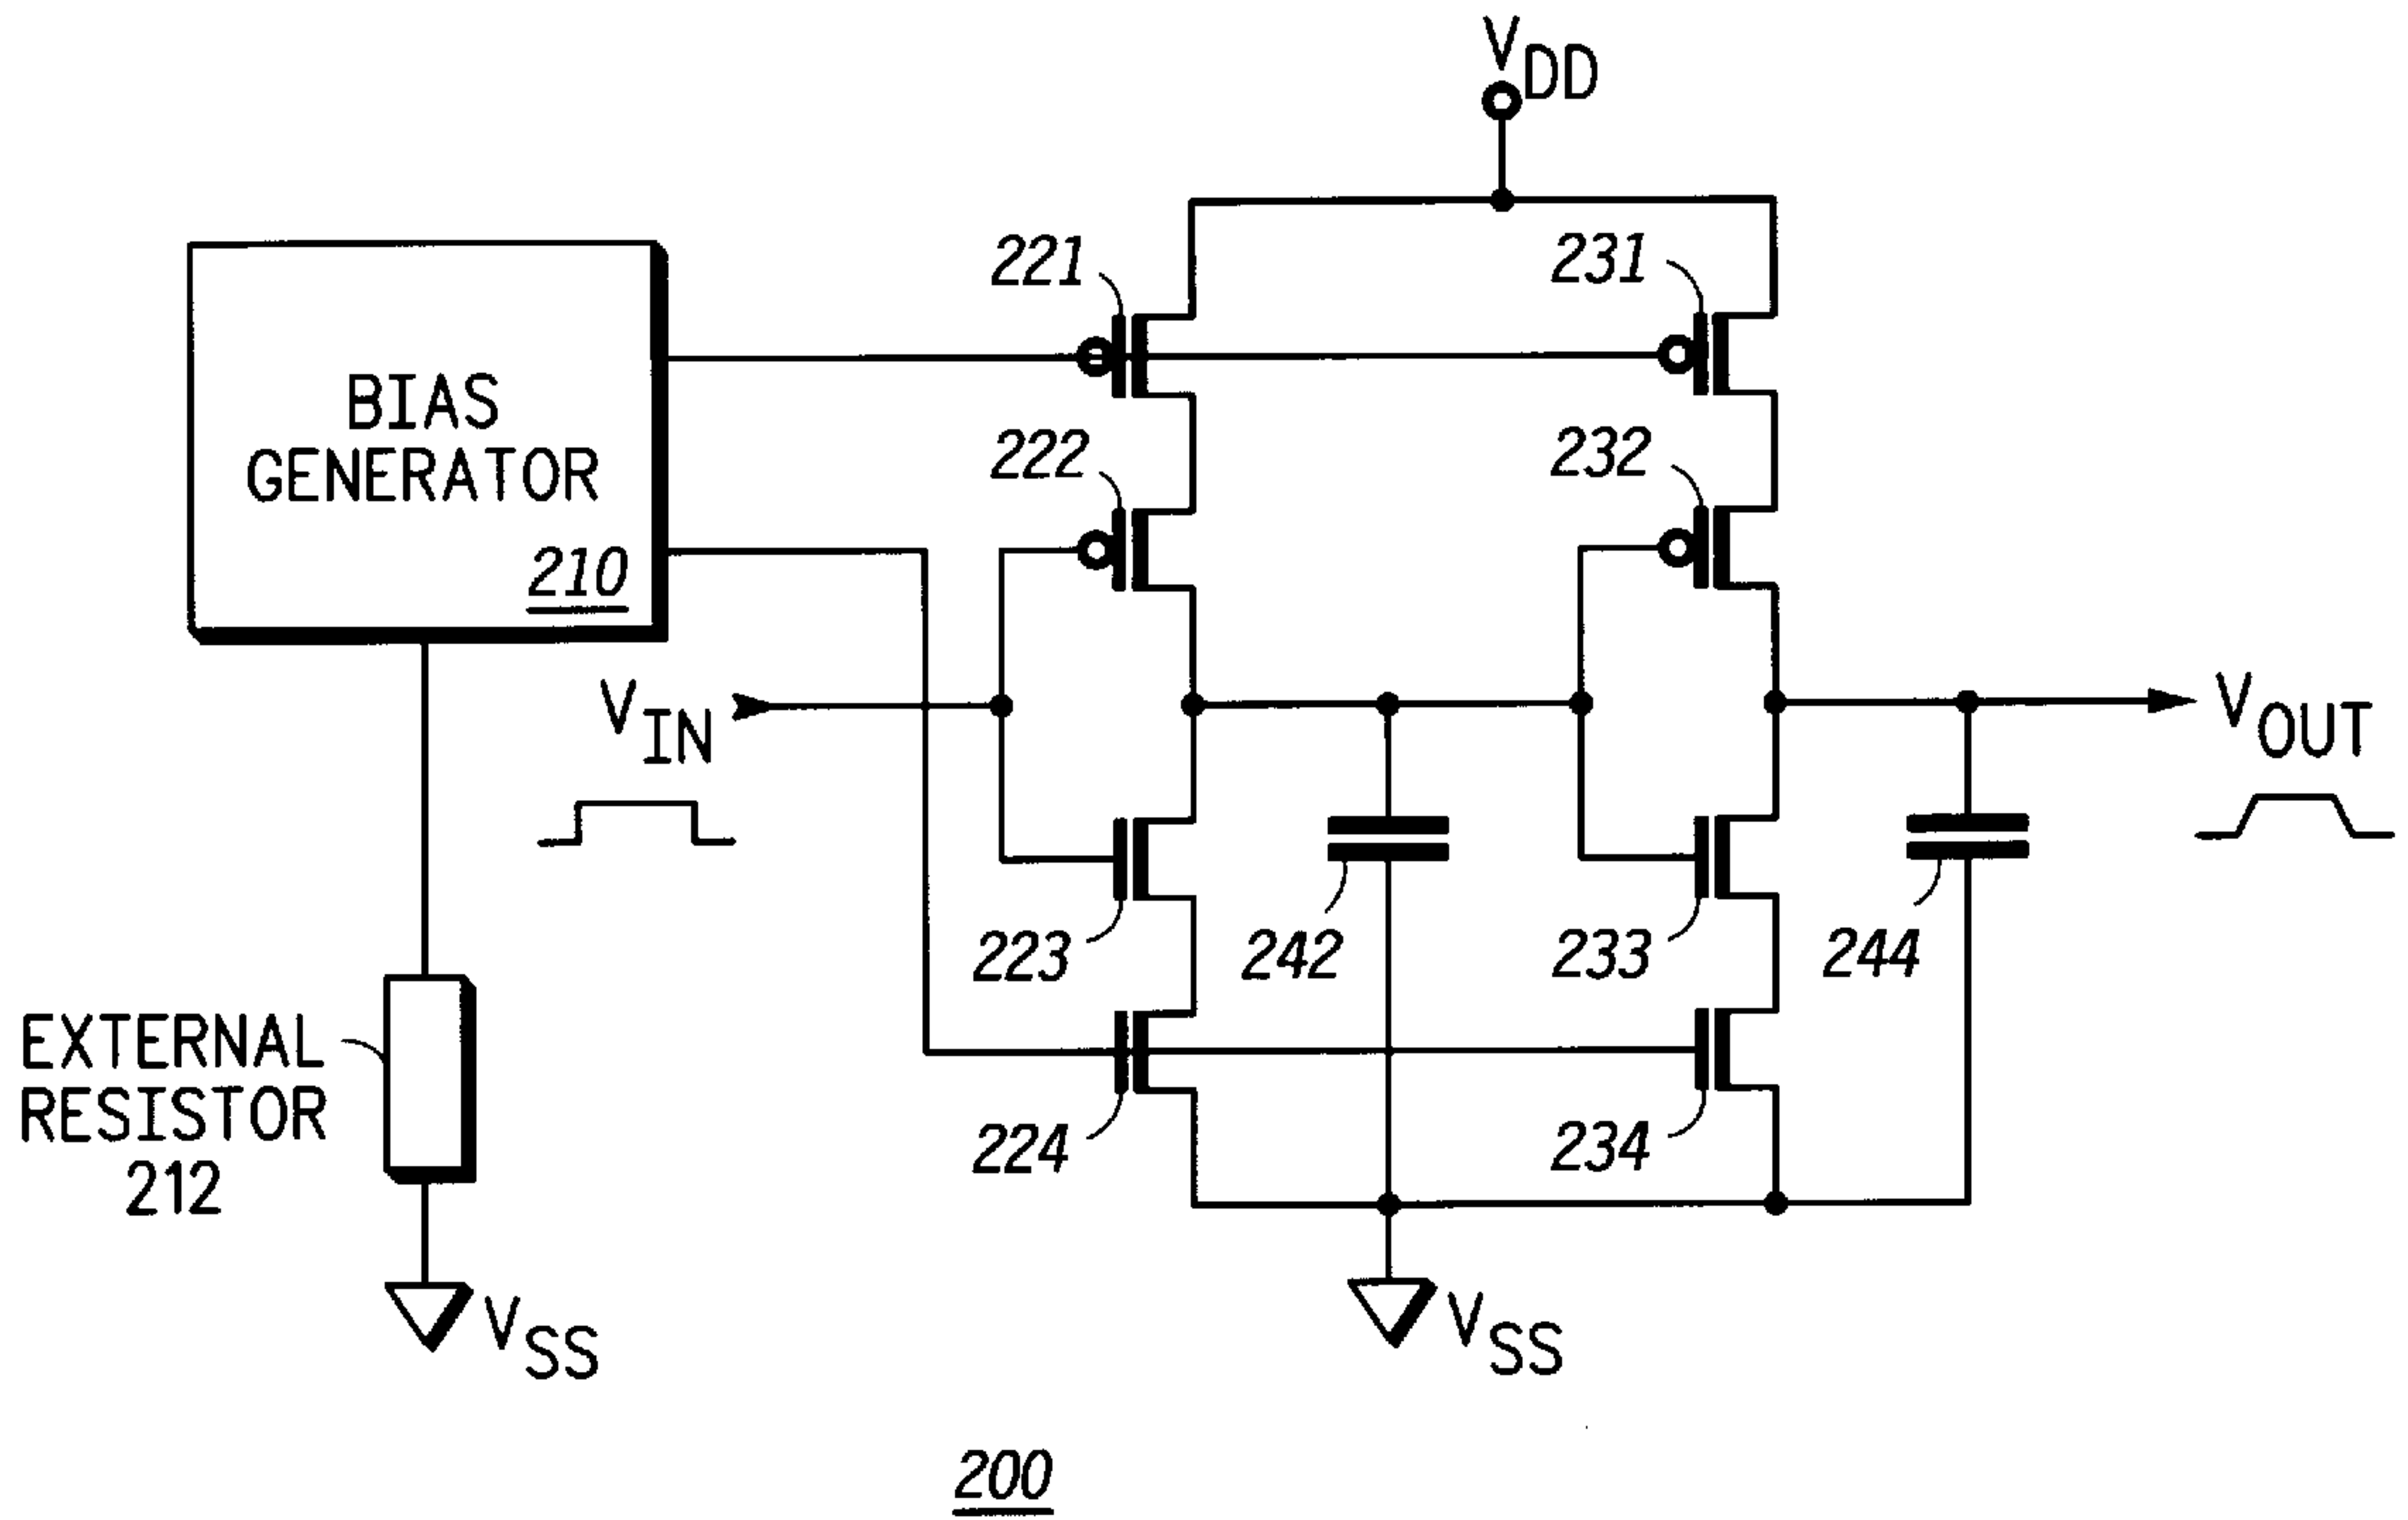 VDD
221
231
BIAS
GENERATOR
210
222
232
VIN
VOUT
223
242
233
244
EXTERNAL
RESISTOR
212
224
234
VSS
VSS
200